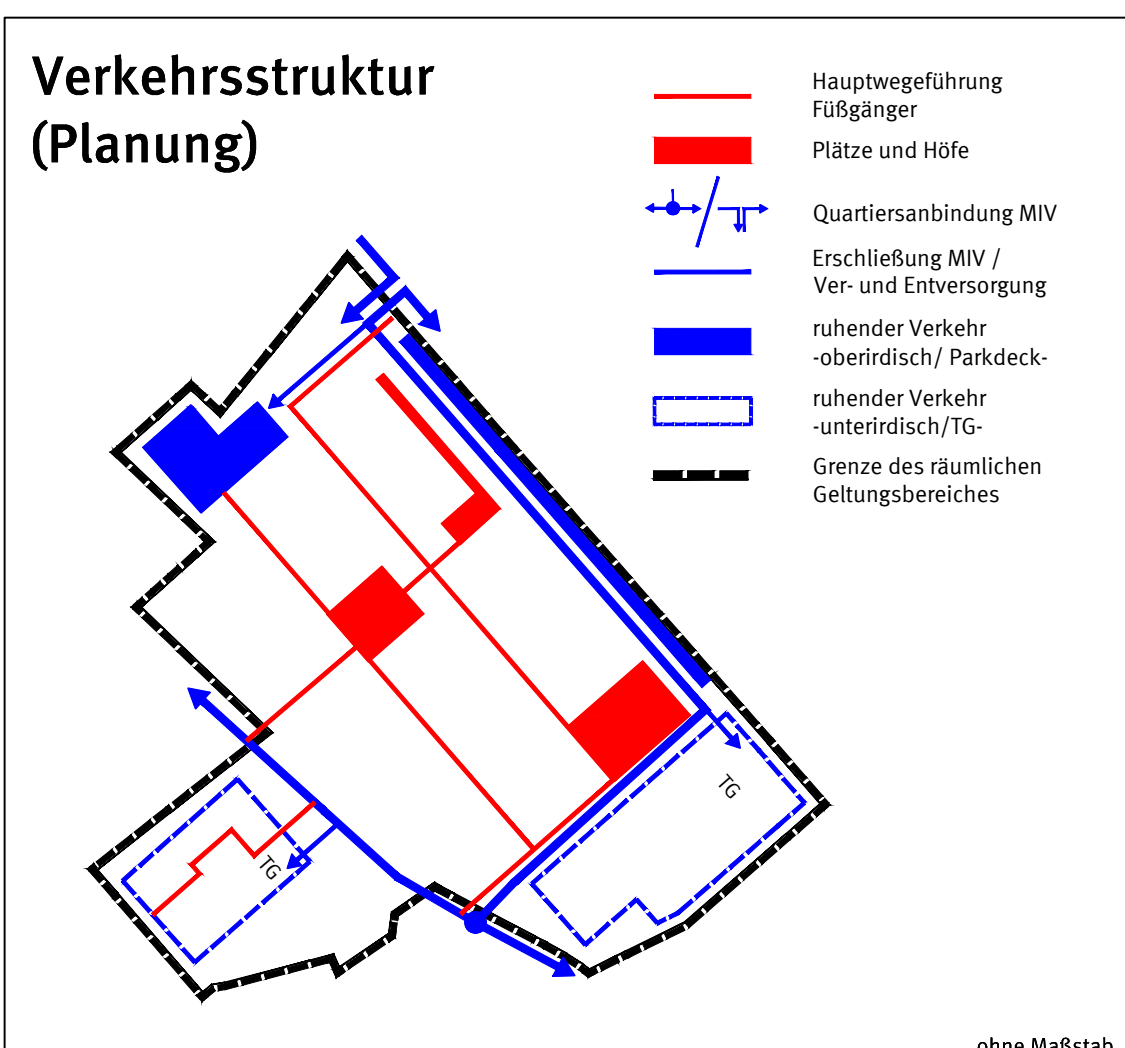 Verkehrsstruktur
(Planung)
Hauptwegeführung
Füßgänger
Plätze und Höfe
Quartiersanbindung MIV
Erschließung MIV /
Ver- und Entversorgung
ruhender Verkehr
-oberirdisch/ Parkdeck-
ruhender Verkehr
-unterirdisch/TG-
Grenze des räumlichen
Geltungsbereiches
TG
TG
ohne Maßstab